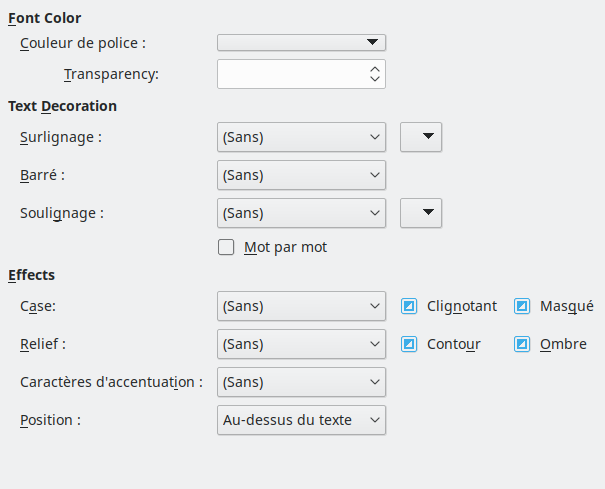 Font Color
Couleur de police :
Transparency:
Text Decoration
Surlignage : (Sans)
Barré : (Sans)
Soulignage : (Sans)
Mot par mot
Effects
Case: (Sans) Clignotant Masqué
Relief : (Sans) Contour Ombre
Caractères d'accentuation : (Sans)
Position : Au-dessus du texte